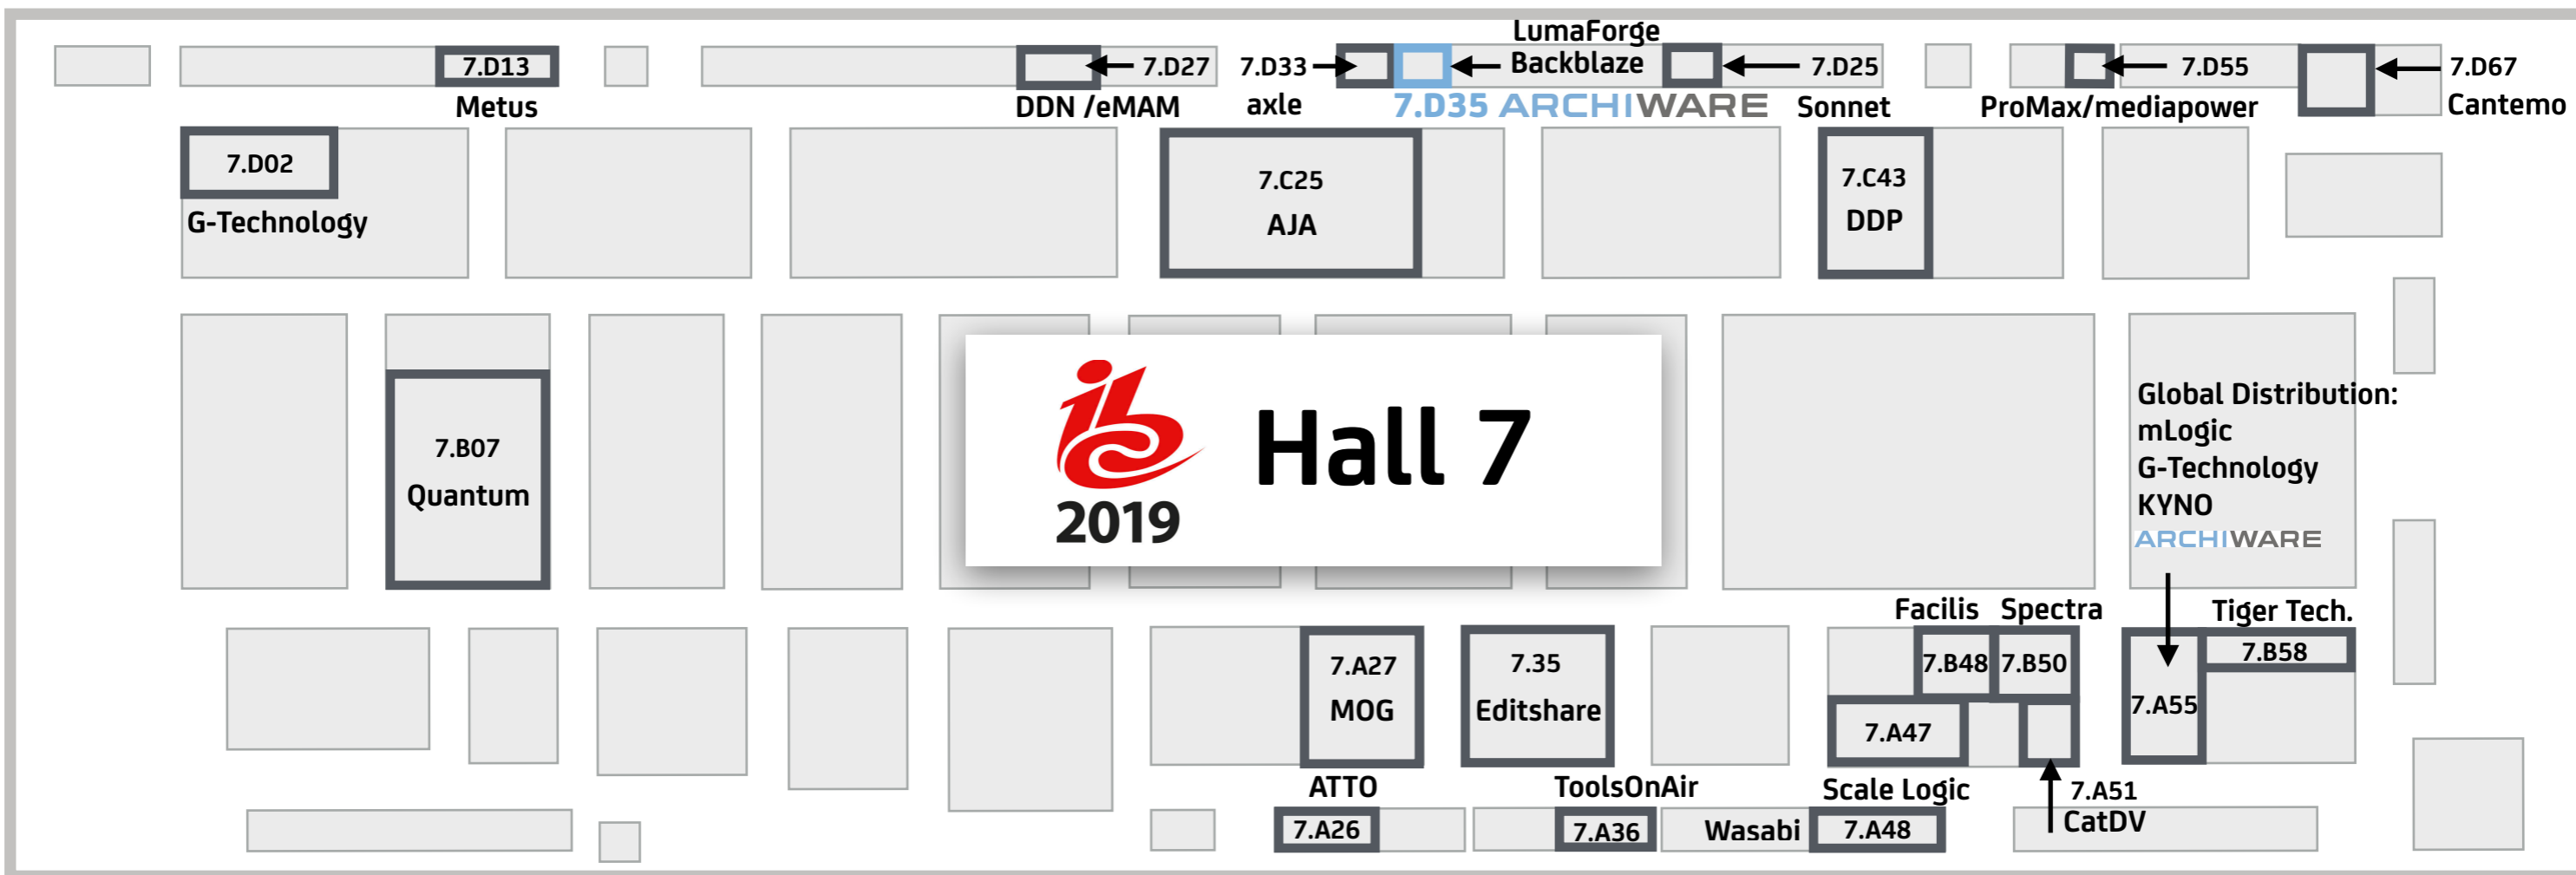 LumaForge
7.D13
7.D27
7.D33
Backblaze
7.D25
7.D55
7.D67
Metus
DDN /eMAM
axle
7.D35 ARCHIWARE
Sonnet
ProMax/mediapower
Cantemo
7.D02
G-Technology
7.C25
AJA
7.C43
DDP
7.B07
Quantum
ib
2019
Hall 7
Global Distribution:
mLogic
G-Technology
KYNO
ARCHIWARE
Facilis
Spectra
Tiger Tech.
7.A27
MOG
7.35
Editshare
7.B48
7.B50
7.B58
7.A47
7.A55
ATTO
ToolsOnAir
Scale Logic
7.A51
CatDV
7.A26
7.A36
Wasabi
7.A48